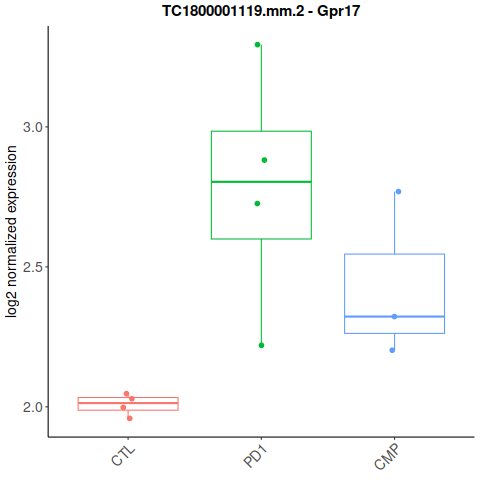 TC1800001119.mm.2 - Gpr17
log2 normalized expression
3.0
2.5
2.0
CTL
PD1
CMP